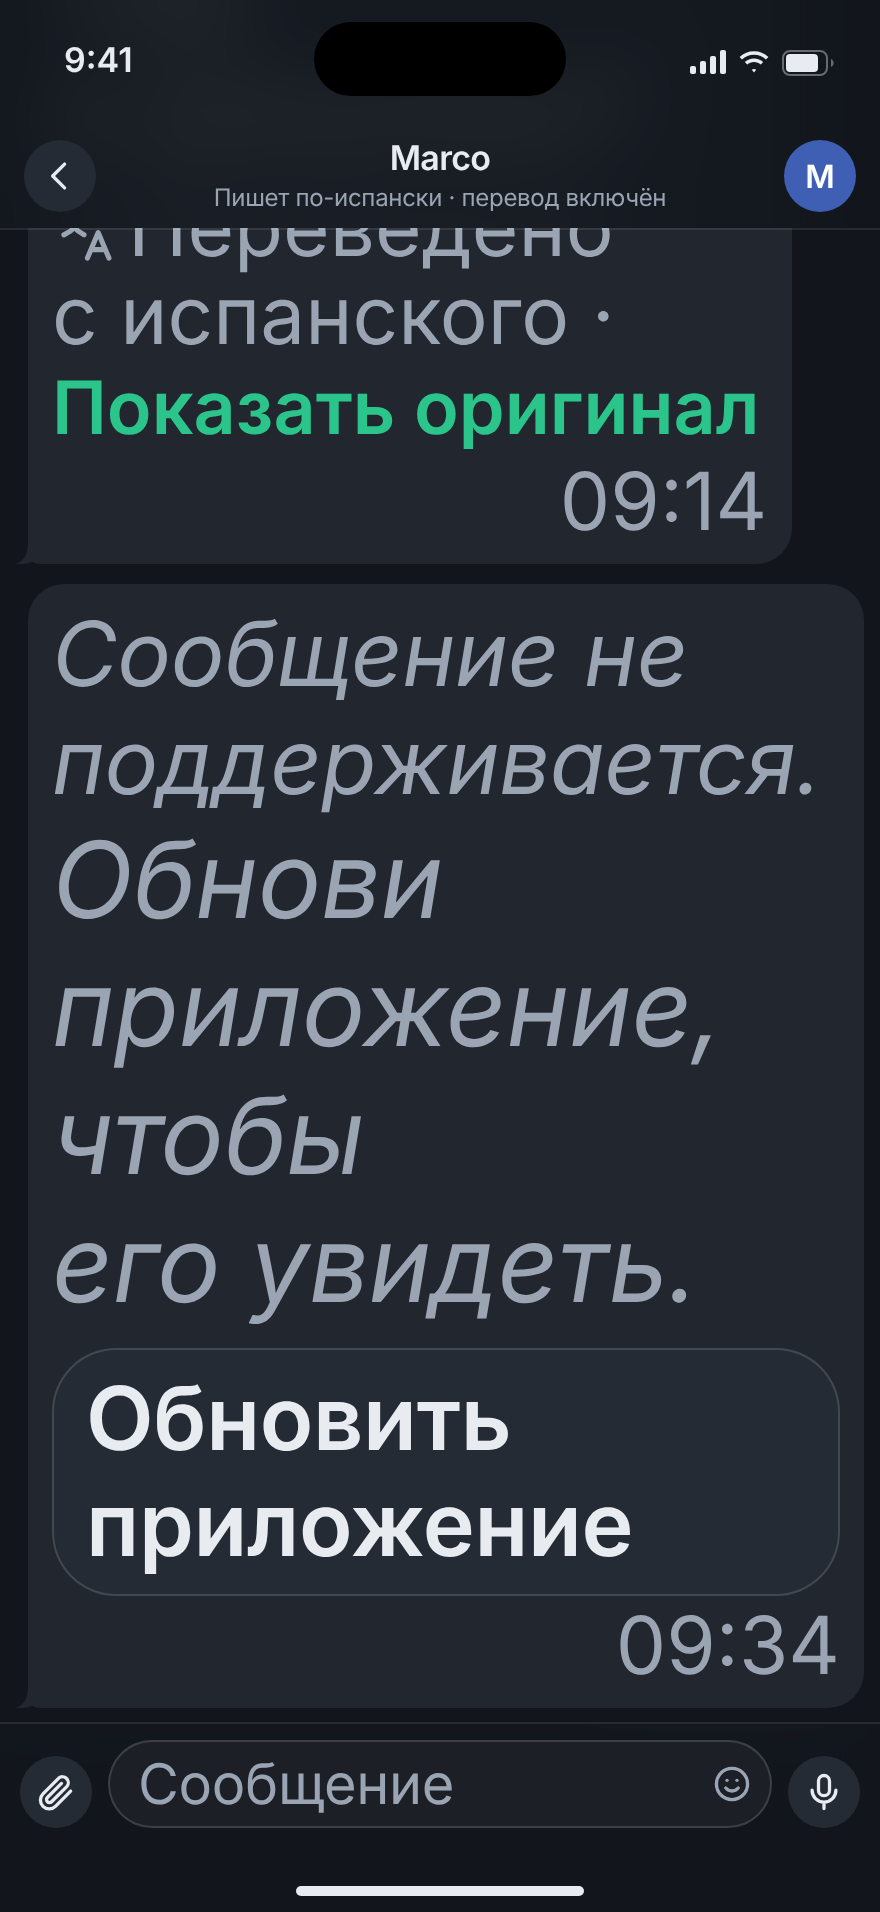 9:41
Marco
Пишет по-испански · перевод включён
M
Переведено
с испанского ·
Показать оригинал
09:14
Сообщение не
поддерживается.
Обнови
приложение,
чтобы
его увидеть.
Обновить
приложение
09:34
Сообщение